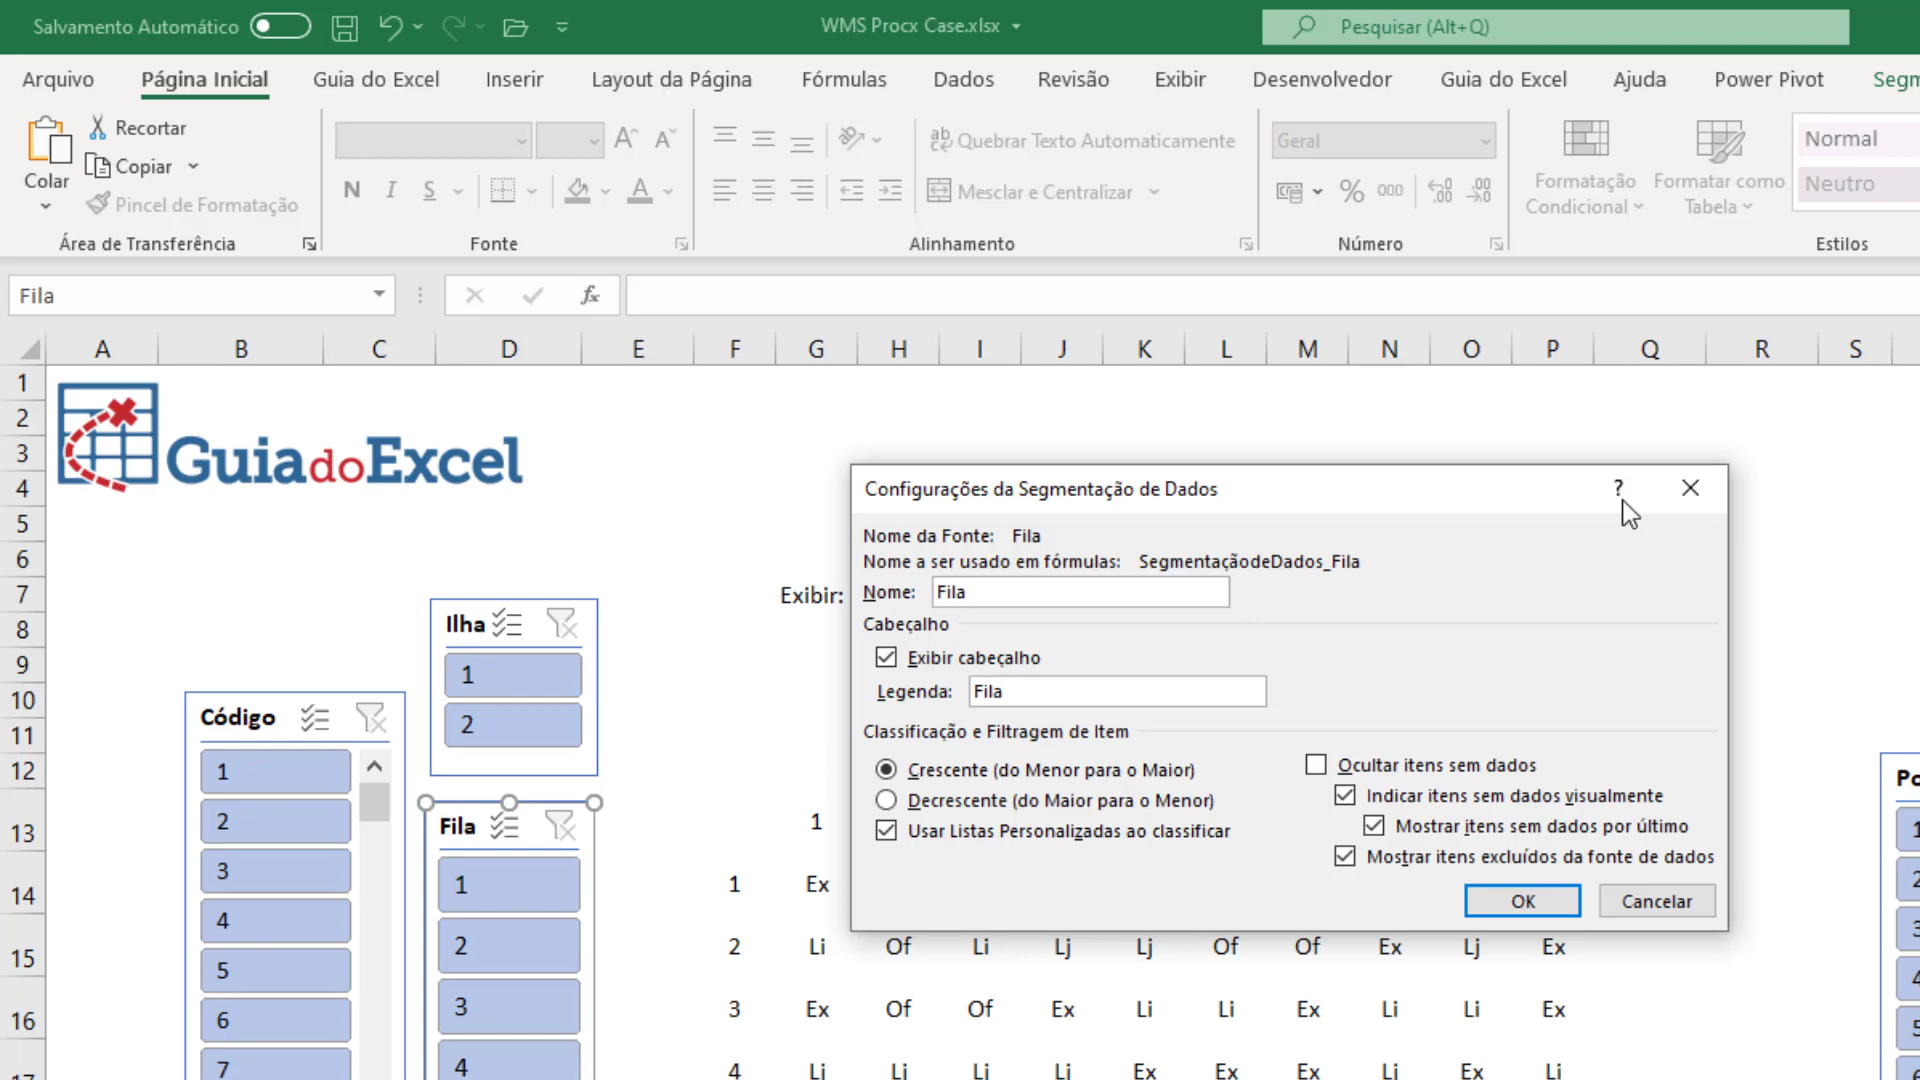 Salvamento Automático
WMS Procx Case.xlsx
Pesquisar (Alt+Q)
Arquivo Página Inicial Guia do Excel Inserir Layout da Página Fórmulas Dados Revisão Exibir Desenvolvedor Guia do Excel Ajuda Power Pivot Segm
Colar
Recortar
Copiar
Pincel de Formatação
Área de Transferência
N I S
Fonte
Quebrar Texto Automaticamente
Mesclar e Centralizar
Alinhamento
Geral
% 000
Número
Formatação Condicional
Formatar como Tabela
Normal
Neutro
Estilos
Fila
fx
A B C D E F G H I J K L M N O P Q R S
1
2
3
4
5
6
7
8
9
10
11
12
13
14
15
16
17
GuiadoExcel
Exibir:
Ilha
1
2
Código
1
2
3
4
5
6
7
Fila
1
2
3
4
Configurações da Segmentação de Dados
?
Nome da Fonte: Fila
Nome a ser usado em fórmulas: SegmentaçãodeDados_Fila
Nome: Fila
Cabeçalho
Exibir cabeçalho
Legenda: Fila
Classificação e Filtragem de Item
Crescente (do Menor para o Maior)
Decrescente (do Maior para o Menor)
Usar Listas Personalizadas ao classificar
Ocultar itens sem dados
Indicar itens sem dados visualmente
Mostrar itens sem dados por último
Mostrar itens excluídos da fonte de dados
OK Cancelar
1
1 Ex
2 Li Of Li Lj Lj Of Of Ex Lj Ex
3 Ex Of Of Ex Li Li Ex Li Li Ex
4 Li Li Li Li Ex Ex Ex Li Ex Li
Po
1
2
3
4
5